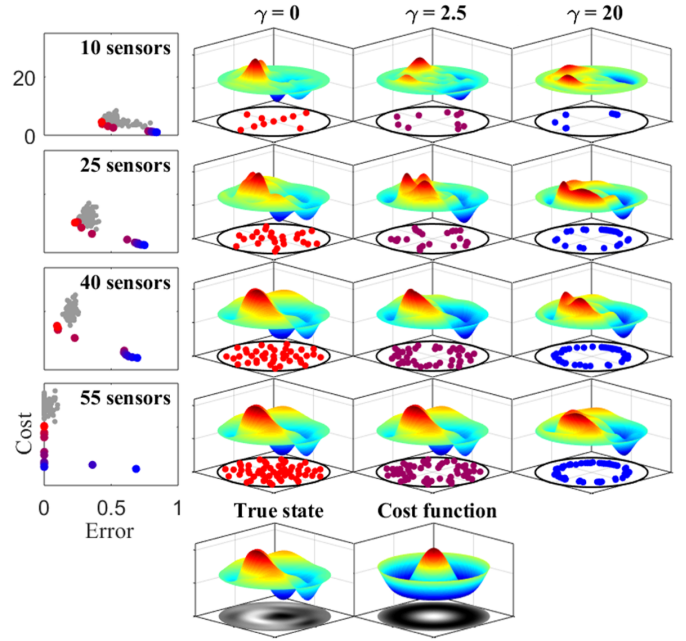 γ = 0 γ = 2.5 γ = 20
10 sensors
20
0
25 sensors
40 sensors
55 sensors
Cost
0 0.5 1
Error
True state Cost function